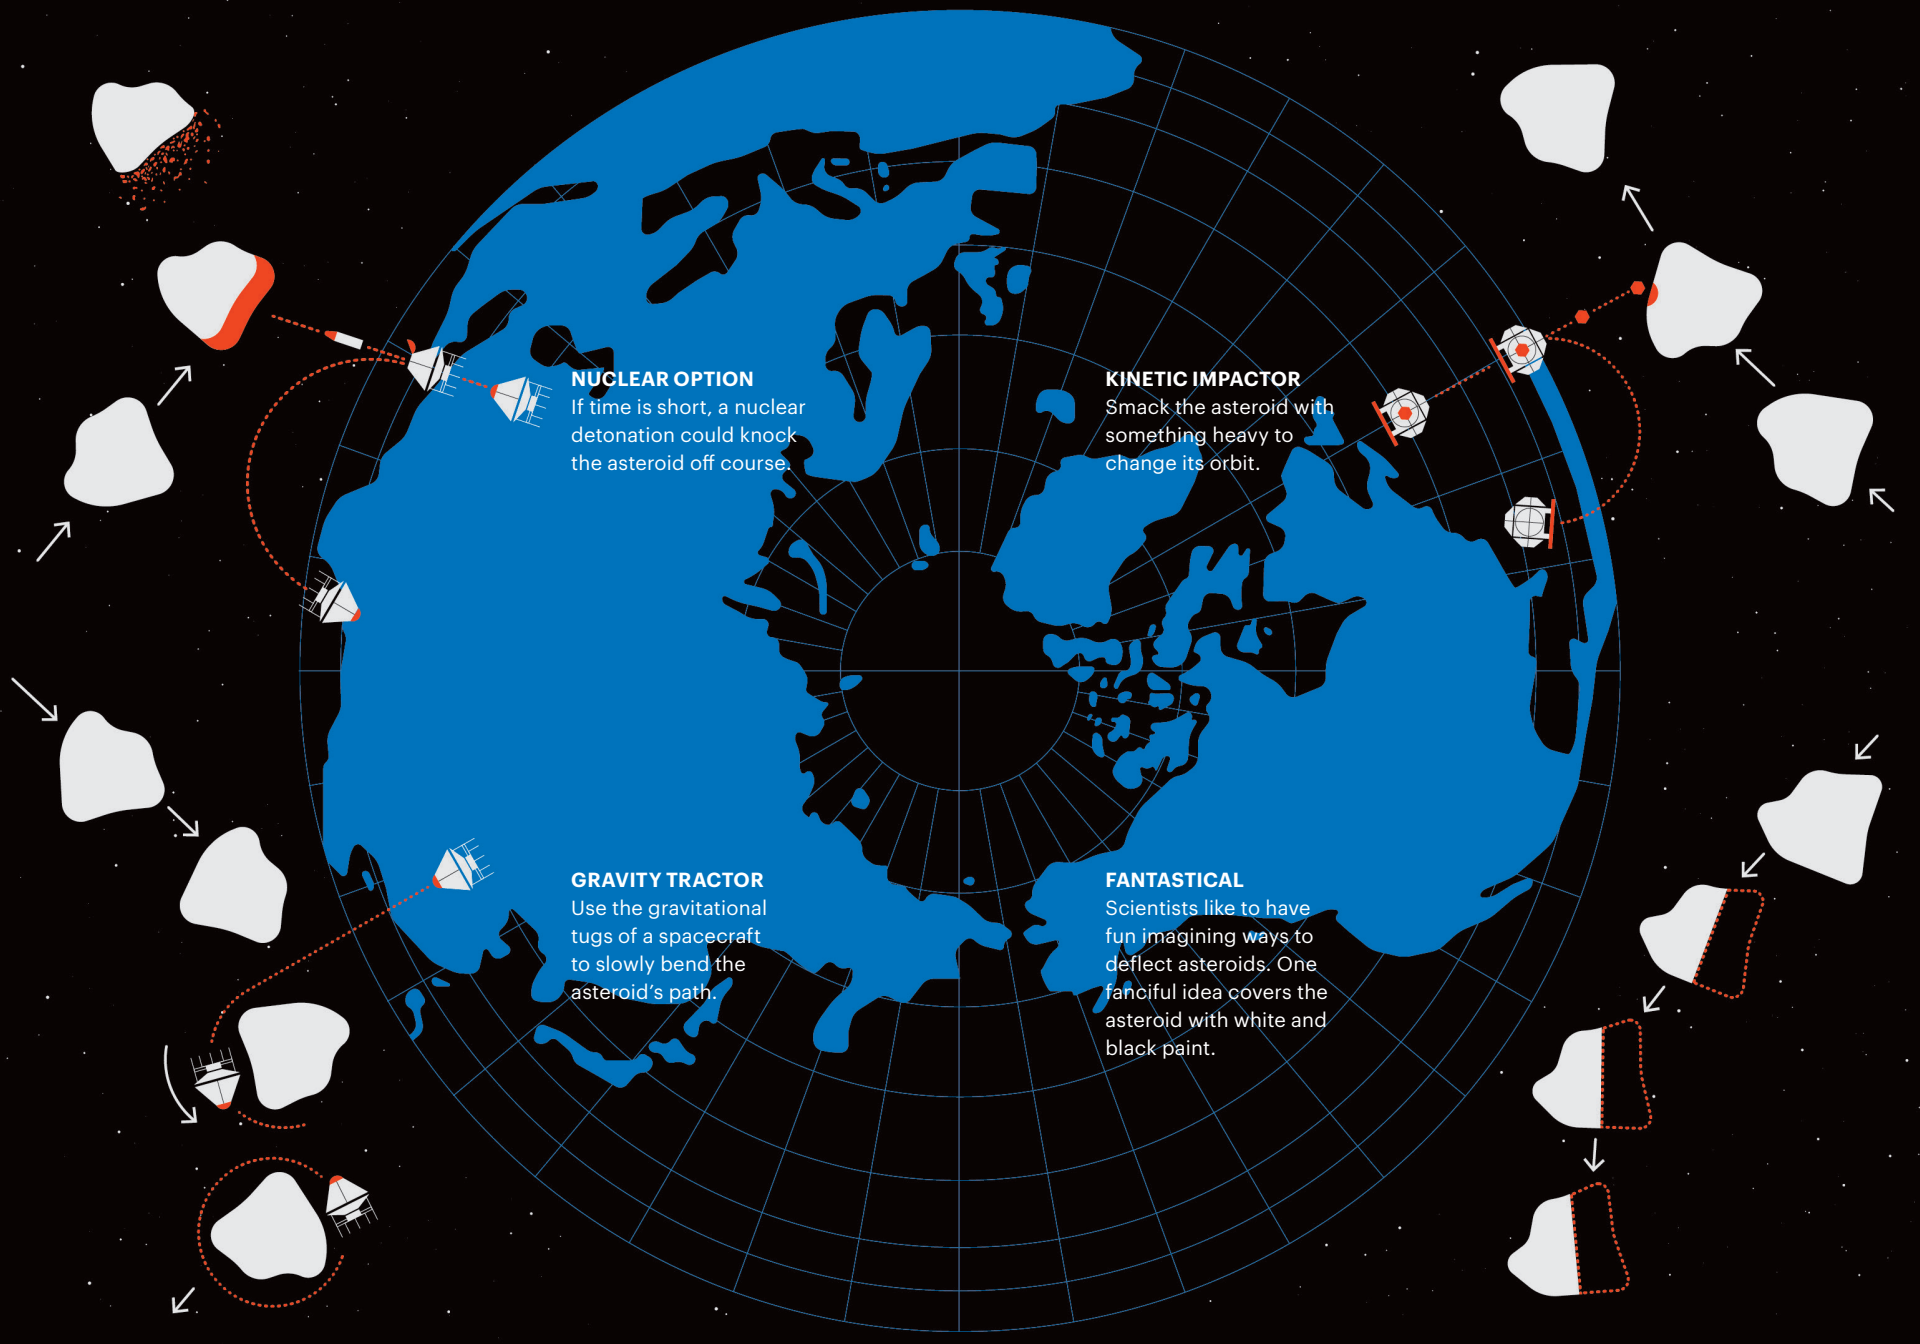 NUCLEAR OPTION
If time is short, a nuclear
detonation could knock
the asteroid off course.
KINETIC IMPACTOR
Smack the asteroid with
something heavy to
change its orbit.
GRAVITY TRACTOR
Use the gravitational
tugs of a spacecraft
to slowly bend the
asteroid’s path.
FANTASTICAL
Scientists like to have
fun imagining ways to
deflect asteroids. One
fanciful idea covers the
asteroid with white and
black paint.